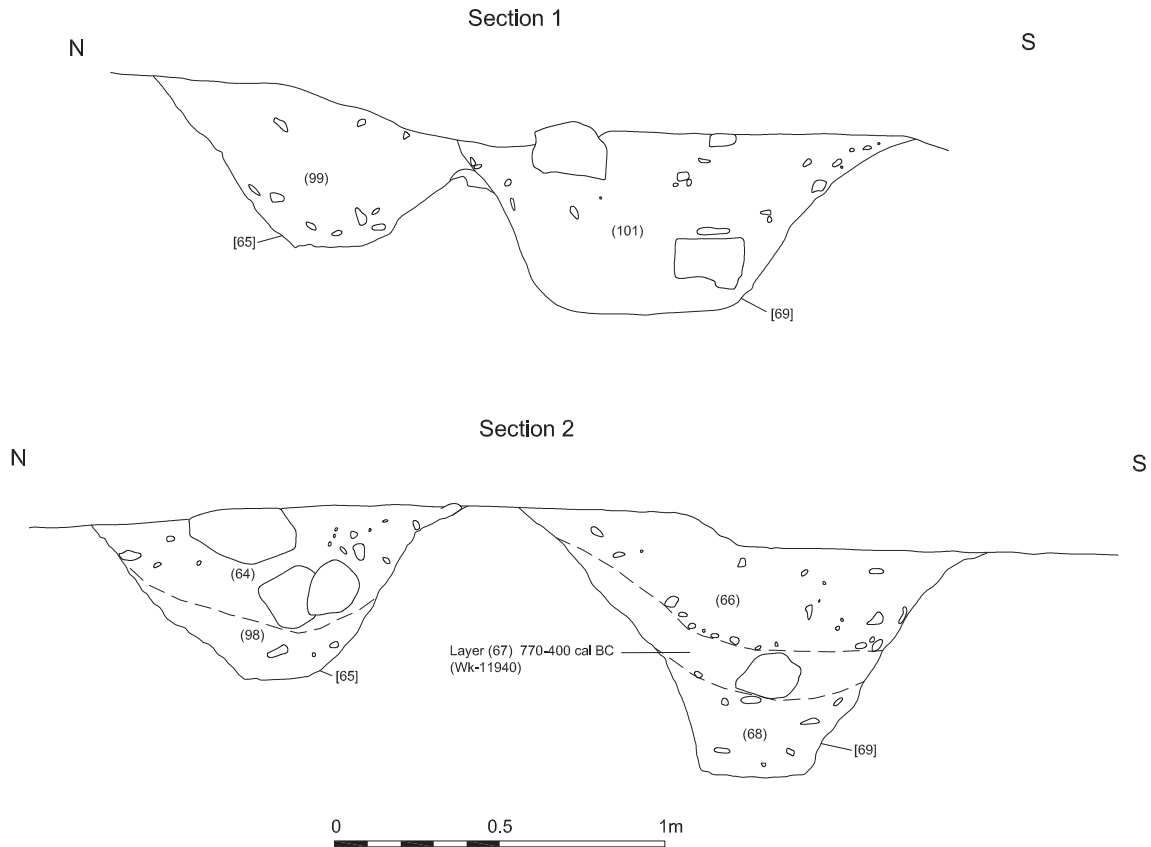 Section 1
N
S
(99)
(101)
[65]
[69]
Section 2
N
S
(64)
(66)
(98)
Layer (67) 770-400 cal BC
(Wk-11940)
[65]
(68)
[69]
0 0.5 1m